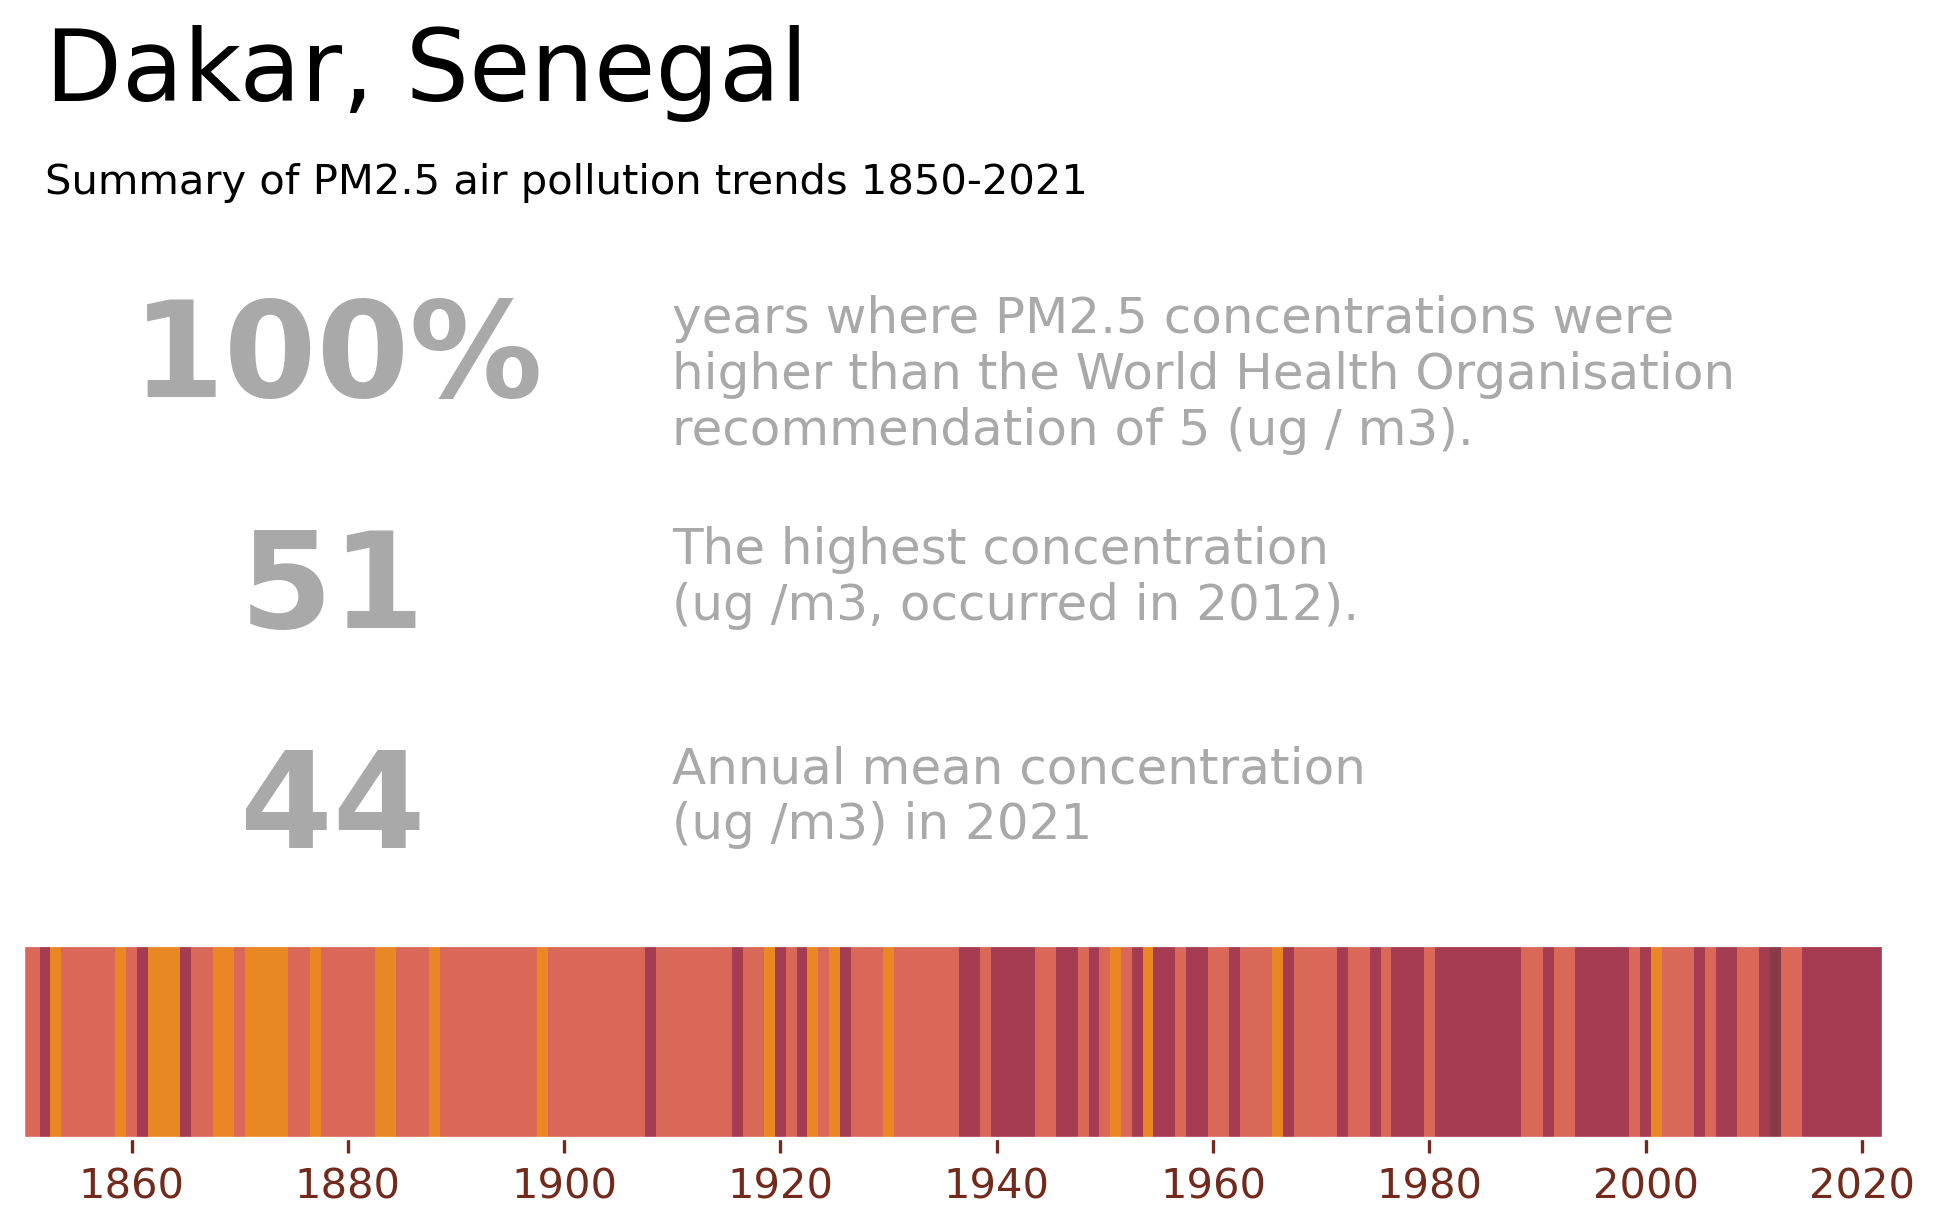 Dakar, Senegal
Summary of PM2.5 air pollution trends 1850-2021
100%
years where PM2.5 concentrations were
higher than the World Health Organisation
recommendation of 5 (ug / m3).
51
The highest concentration
(ug /m3, occurred in 2012).
44
Annual mean concentration
(ug /m3) in 2021
1860 1880 1900 1920 1940 1960 1980 2000 2020